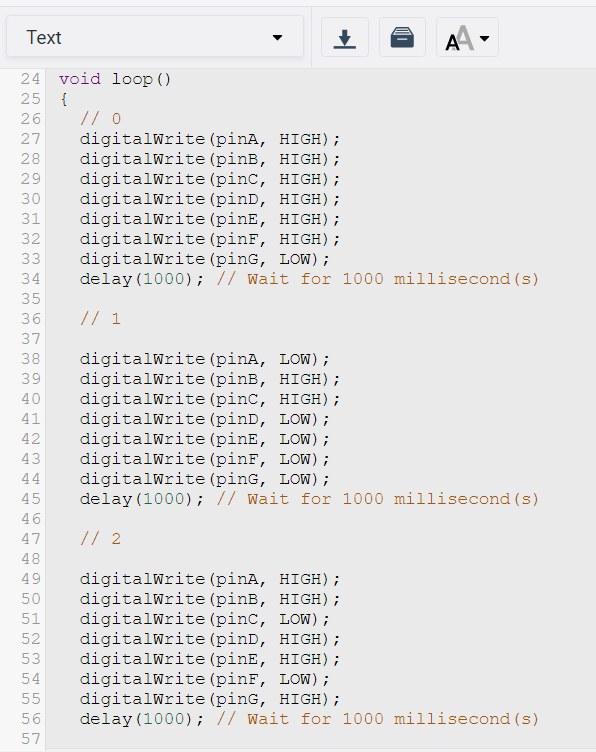 Text
AA
24 void loop()
25 {
26 // 0
27 digitalWrite(pinA, HIGH);
28 digitalWrite(pinB, HIGH);
29 digitalWrite(pinC, HIGH);
30 digitalWrite(pinD, HIGH);
31 digitalWrite(pinE, HIGH);
32 digitalWrite(pinF, HIGH);
33 digitalWrite(pinG, LOW);
34 delay(1000); // Wait for 1000 millisecond(s)
35
36 // 1
37
38 digitalWrite(pinA, LOW);
39 digitalWrite(pinB, HIGH);
40 digitalWrite(pinC, HIGH);
41 digitalWrite(pinD, LOW);
42 digitalWrite(pinE, LOW);
43 digitalWrite(pinF, LOW);
44 digitalWrite(pinG, LOW);
45 delay(1000); // Wait for 1000 millisecond(s)
46
47 // 2
48
49 digitalWrite(pinA, HIGH);
50 digitalWrite(pinB, HIGH);
51 digitalWrite(pinC, LOW);
52 digitalWrite(pinD, HIGH);
53 digitalWrite(pinE, HIGH);
54 digitalWrite(pinF, LOW);
55 digitalWrite(pinG, HIGH);
56 delay(1000); // Wait for 1000 millisecond(s)
57